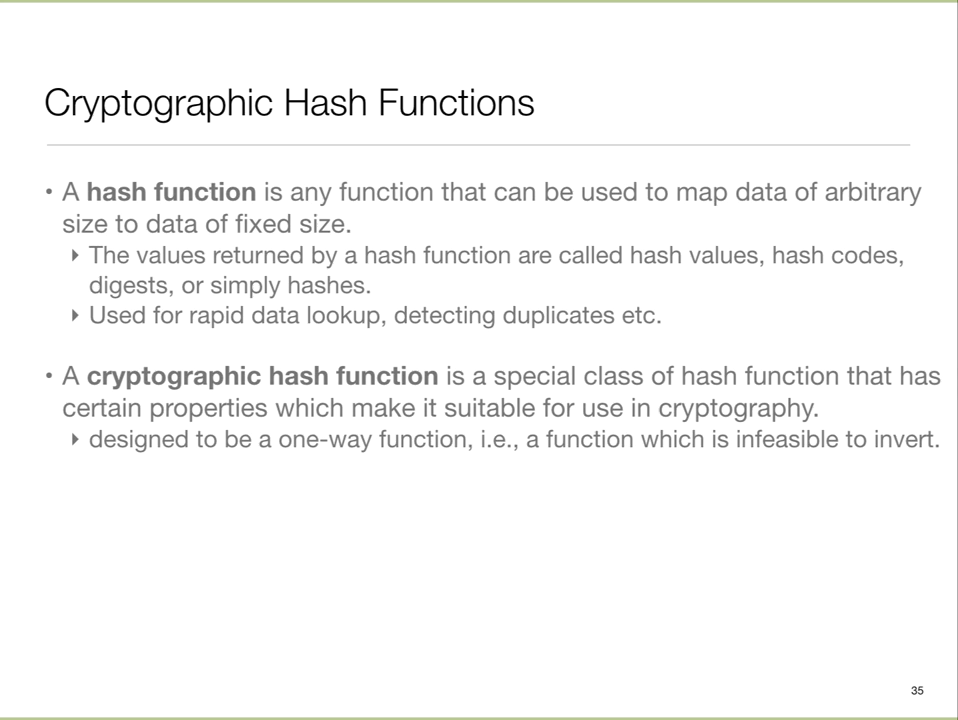 Cryptographic Hash Functions
• A hash function is any function that can be used to map data of arbitrary
size to data of fixed size.
‣ The values returned by a hash function are called hash values, hash codes,
digests, or simply hashes.
‣ Used for rapid data lookup, detecting duplicates etc.
• A cryptographic hash function is a special class of hash function that has
certain properties which make it suitable for use in cryptography.
‣ designed to be a one-way function, i.e., a function which is infeasible to invert.
35